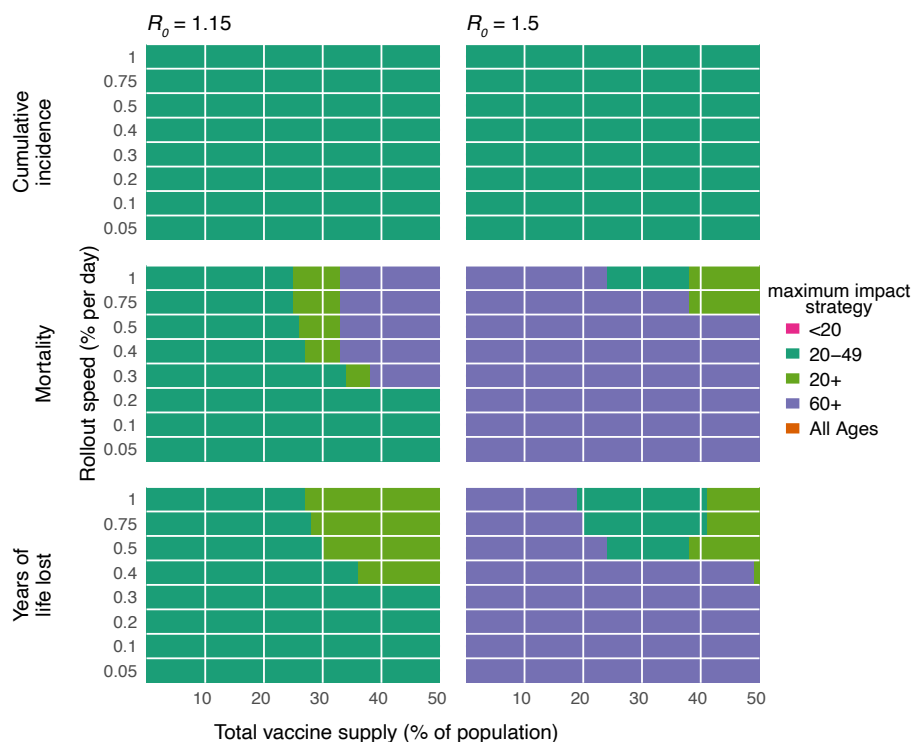 R0 = 1.15
R0 = 1.5
Cumulative
incidence
1
0.75
0.5
0.4
0.3
0.2
0.1
0.05
Mortality
1
0.75
0.5
0.4
0.3
0.2
0.1
0.05
Years of
life lost
1
0.75
0.5
0.4
0.3
0.2
0.1
0.05
Rollout speed (% per day)
10 20 30 40 50
10 20 30 40 50
Total vaccine supply (% of population)
maximum impact
strategy
<20
20–49
20+
60+
All Ages